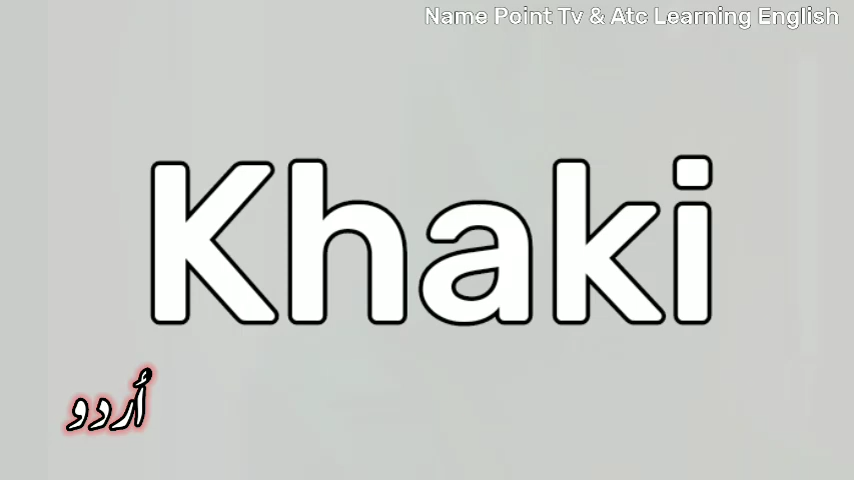 Name Point Tv & Atc Learning English
Khaki
اُردو